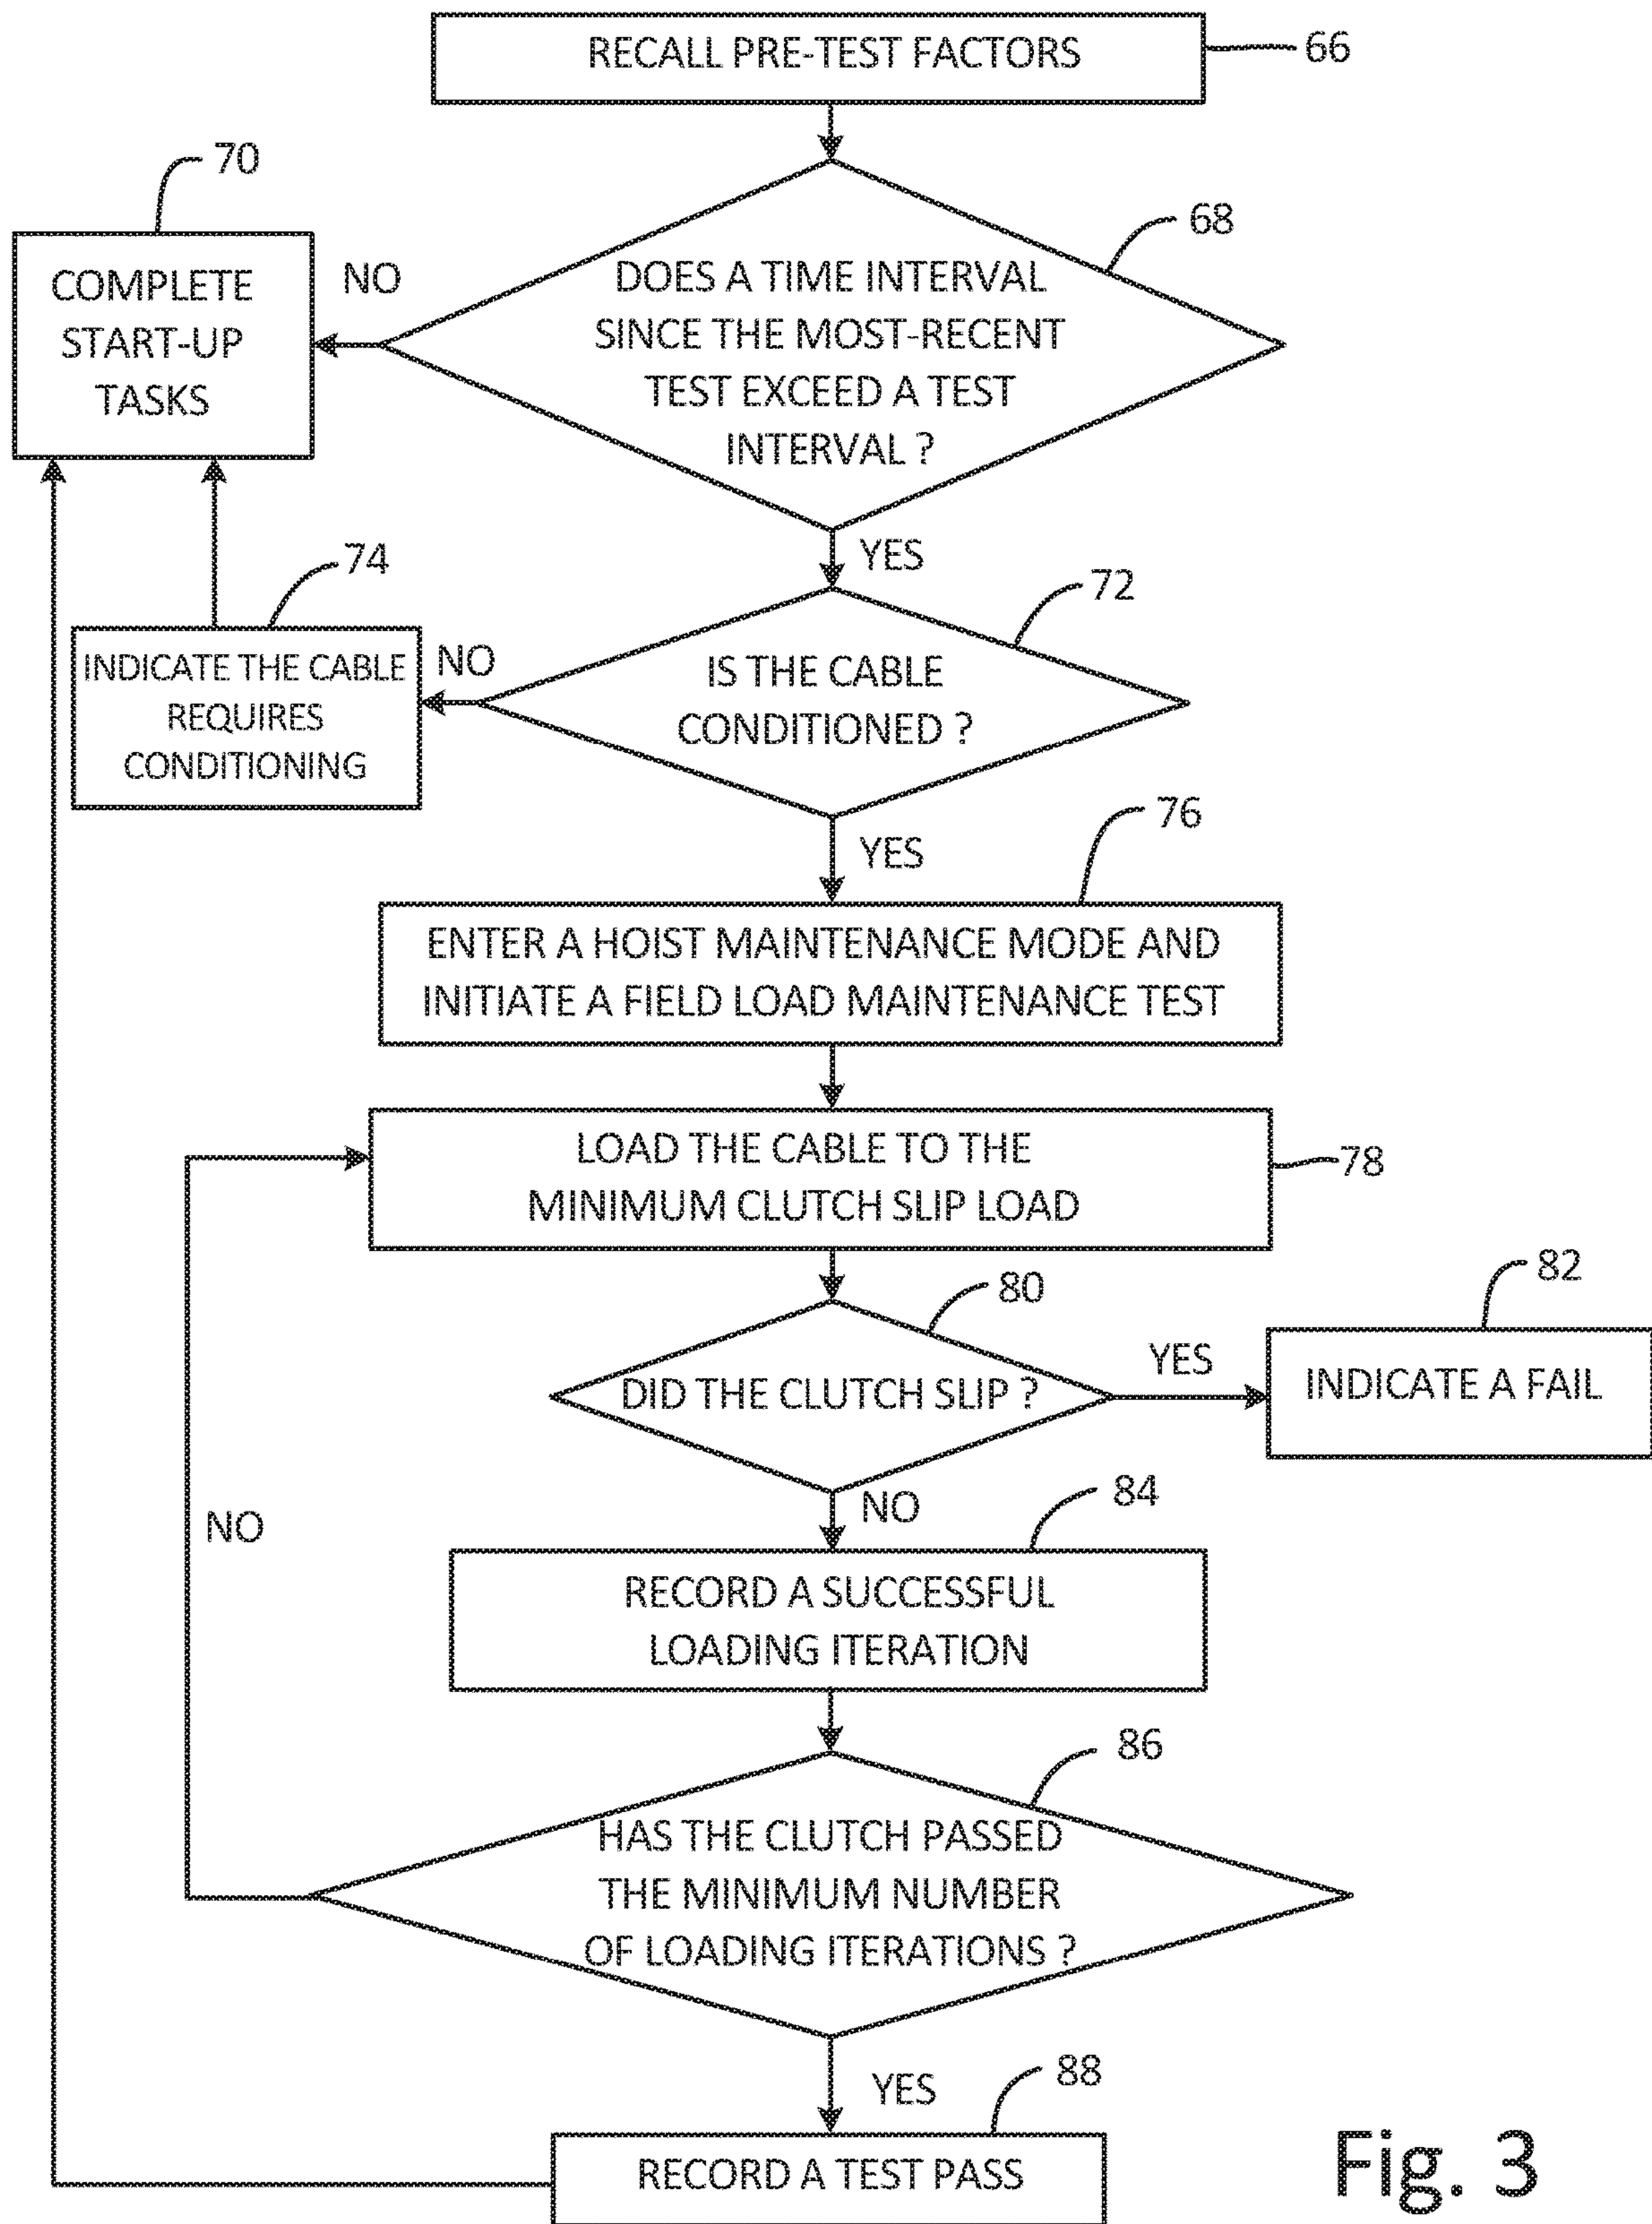 RECALL PRE-TEST FACTORS
66
70
68
COMPLETE
START-UP
TASKS
NO
DOES A TIME INTERVAL
SINCE THE MOST-RECENT
TEST EXCEED A TEST
INTERVAL ?
YES
74
72
INDICATE THE CABLE
REQUIRES
CONDITIONING
NO
IS THE CABLE
CONDITIONED ?
YES
76
ENTER A HOIST MAINTENANCE MODE AND
INITIATE A FIELD LOAD MAINTENANCE TEST
LOAD THE CABLE TO THE
MINIMUM CLUTCH SLIP LOAD
78
80
82
DID THE CLUTCH SLIP ?
YES
INDICATE A FAIL
NO
84
NO
RECORD A SUCCESSFUL
LOADING ITERATION
86
HAS THE CLUTCH PASSED
THE MINIMUM NUMBER
OF LOADING ITERATIONS ?
YES
88
RECORD A TEST PASS
Fig. 3